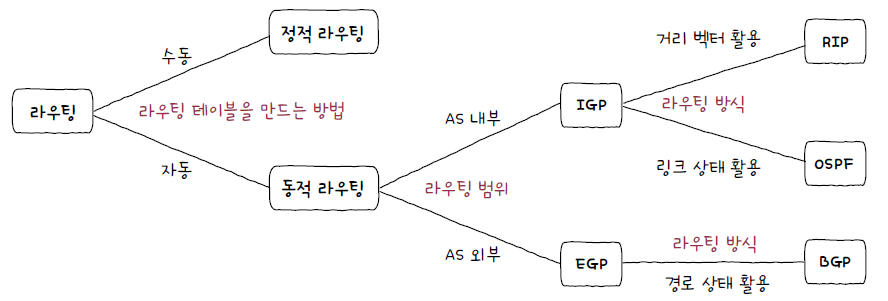 라우팅
수동
라우팅 테이블을 만드는 방법
자동
정적 라우팅
동적 라우팅
AS 내부
라우팅 범위
AS 외부
IGP
EGP
거리 벡터 활용
라우팅 방식
링크 상태 활용
라우팅 방식
경로 상태 활용
RIP
OSPF
BGP